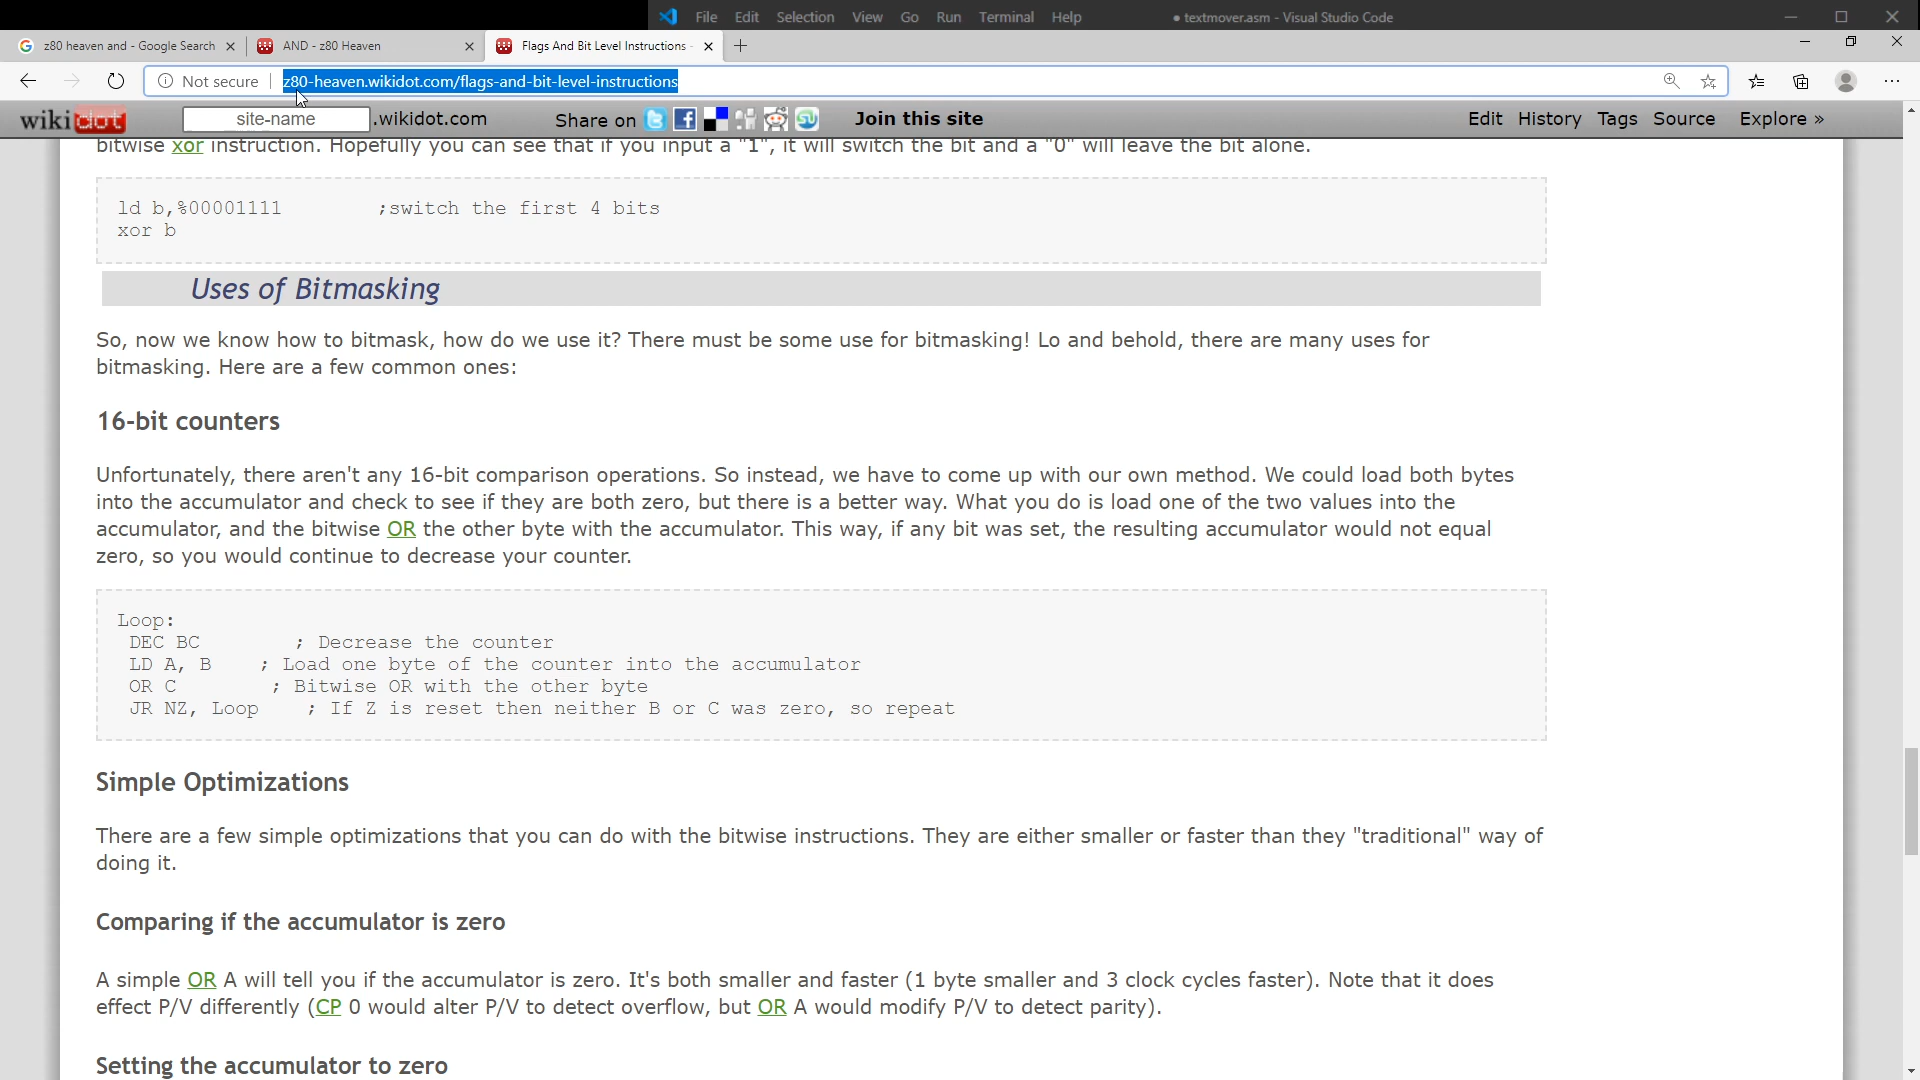 File Edit Selection View Go Run Terminal Help ● textmover.asm - Visual Studio Code
z80 heaven and - Google Search AND - z80 Heaven Flags And Bit Level Instructions -
Not secure z80-heaven.wikidot.com/flags-and-bit-level-instructions
wikidot site-name .wikidot.com Share on Join this site Edit History Tags Source Explore »
bitwise xor instruction. Hopefully you can see that if you input a "1", it will switch the bit and a "0" will leave the bit alone.
ld b,%00001111 ;switch the first 4 bits
xor b
Uses of Bitmasking
So, now we know how to bitmask, how do we use it? There must be some use for bitmasking! Lo and behold, there are many uses for
bitmasking. Here are a few common ones:
16-bit counters
Unfortunately, there aren't any 16-bit comparison operations. So instead, we have to come up with our own method. We could load both bytes
into the accumulator and check to see if they are both zero, but there is a better way. What you do is load one of the two values into the
accumulator, and the bitwise OR the other byte with the accumulator. This way, if any bit was set, the resulting accumulator would not equal
zero, so you would continue to decrease your counter.
Loop:
DEC BC ; Decrease the counter
LD A, B ; Load one byte of the counter into the accumulator
OR C ; Bitwise OR with the other byte
JR NZ, Loop ; If Z is reset then neither B or C was zero, so repeat
Simple Optimizations
There are a few simple optimizations that you can do with the bitwise instructions. They are either smaller or faster than they "traditional" way of
doing it.
Comparing if the accumulator is zero
A simple OR A will tell you if the accumulator is zero. It's both smaller and faster (1 byte smaller and 3 clock cycles faster). Note that it does
effect P/V differently (CP 0 would alter P/V to detect overflow, but OR A would modify P/V to detect parity).
Setting the accumulator to zero